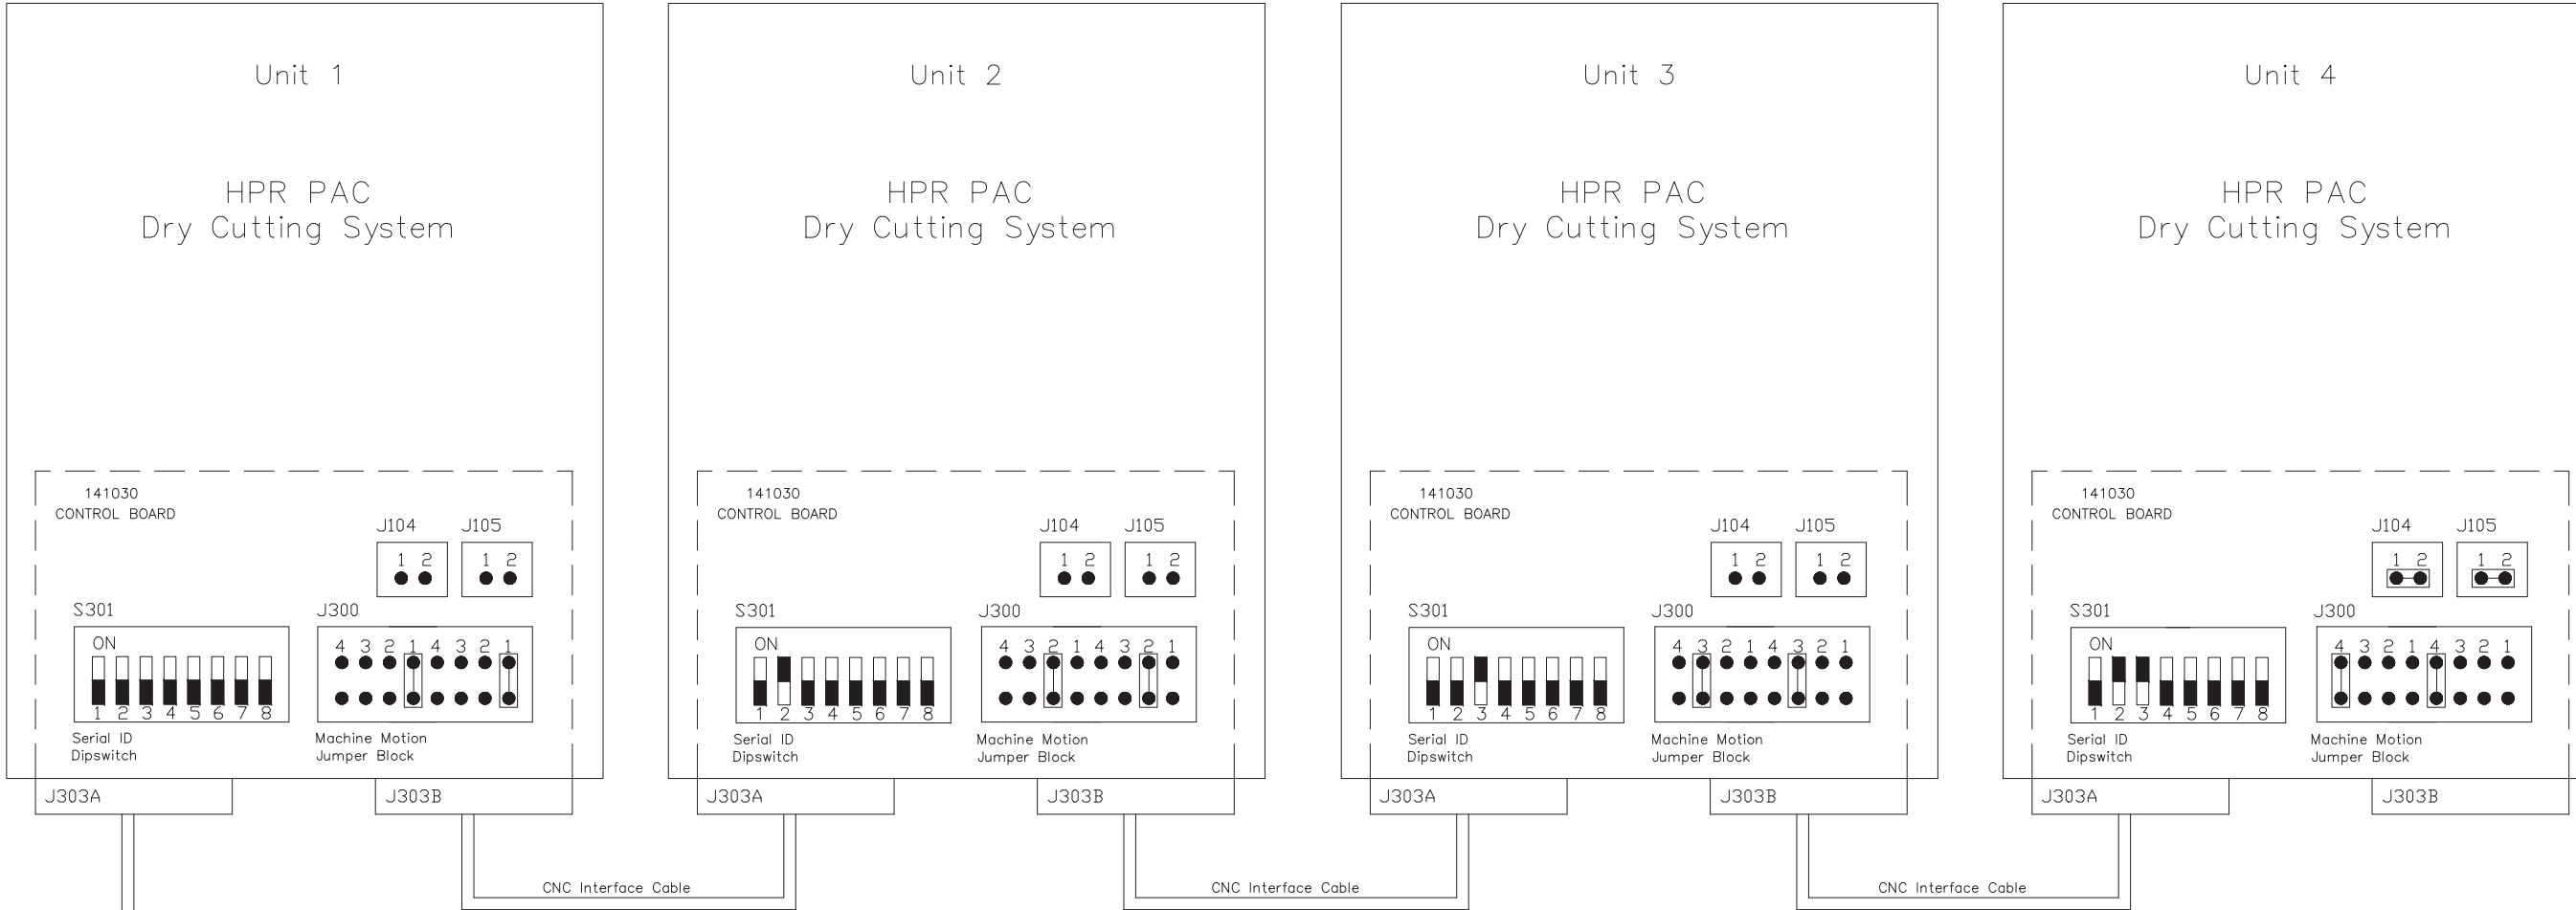 Unit 1
HPR PAC
Dry Cutting System
141030
CONTROL BOARD
J104 J105
1 2 1 2
S301 J300
ON
4 3 2 1 4 3 2 1
1 2 3 4 5 6 7 8
Serial ID
Dipswitch
Machine Motion
Jumper Block
J303A J303B
CNC Interface Cable
Unit 2
HPR PAC
Dry Cutting System
141030
CONTROL BOARD
J104 J105
1 2 1 2
S301 J300
ON
4 3 2 1 4 3 2 1
1 2 3 4 5 6 7 8
Serial ID
Dipswitch
Machine Motion
Jumper Block
J303A J303B
CNC Interface Cable
Unit 3
HPR PAC
Dry Cutting System
141030
CONTROL BOARD
J104 J105
1 2 1 2
S301 J300
ON
4 3 2 1 4 3 2 1
1 2 3 4 5 6 7 8
Serial ID
Dipswitch
Machine Motion
Jumper Block
J303A J303B
CNC Interface Cable
Unit 4
HPR PAC
Dry Cutting System
141030
CONTROL BOARD
J104 J105
1 2 1 2
S301 J300
ON
4 3 2 1 4 3 2 1
1 2 3 4 5 6 7 8
Serial ID
Dipswitch
Machine Motion
Jumper Block
J303A J303B